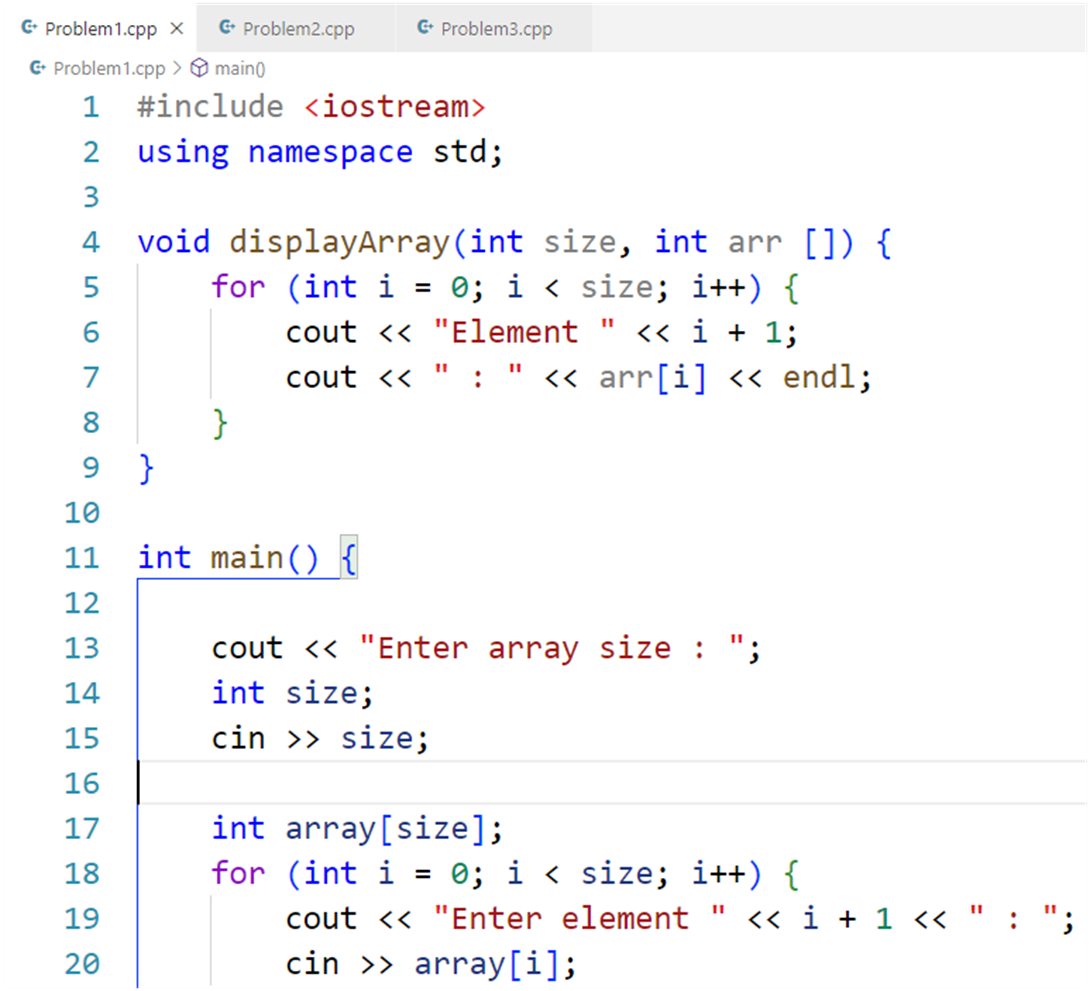 Problem1.cpp × Problem2.cpp Problem3.cpp
Problem1.cpp > main()
1 #include <iostream>
2 using namespace std;
3
4 void displayArray(int size, int arr []) {
5     for (int i = 0; i < size; i++) {
6         cout << "Element " << i + 1;
7         cout << " : " << arr[i] << endl;
8     }
9 }
10
11 int main() {
12
13     cout << "Enter array size : ";
14     int size;
15     cin >> size;
16
17     int array[size];
18     for (int i = 0; i < size; i++) {
19         cout << "Enter element " << i + 1 << " : ";
20         cin >> array[i];